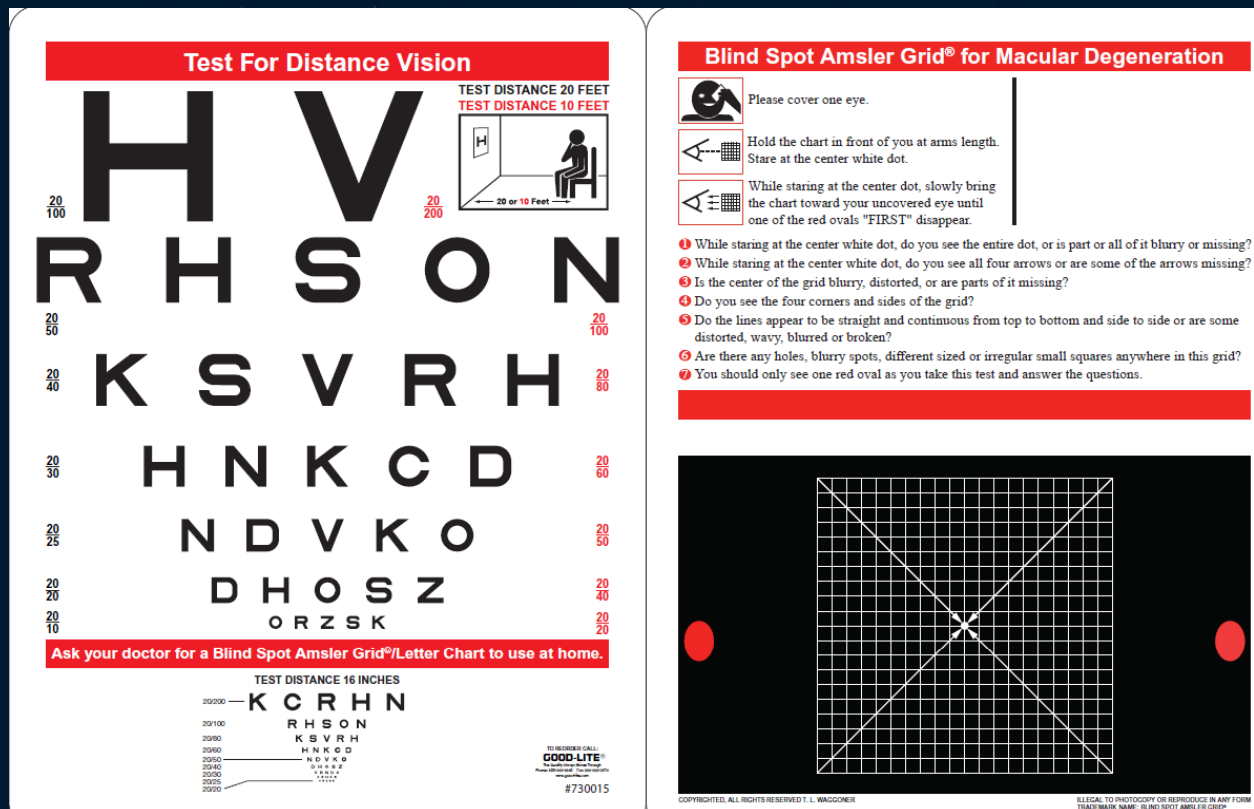 Test For Distance Vision
TEST DISTANCE 20 FEET
TEST DISTANCE 10 FEET
H V
H
20 or 10 Feet
20
100
20
200
R H S O N
20
50
20
100
20
40
K S V R H
20
80
20
30
H N K C D
20
60
20
25
N D V K O
20
50
20
20
D H O S Z
20
40
20
10
O R Z S K
20
20
Ask your doctor for a Blind Spot Amsler Grid®/Letter Chart to use at home.
TEST DISTANCE 16 INCHES
20/200 K C R H N
20/100 R H S O N
20/80 K S V R H
20/60 H N K C D
20/50 N D V K O
20/40 D H O S Z
20/30
20/25
20/20
TO REORDER CALL:
GOOD-LITE®
#730015
Blind Spot Amsler Grid® for Macular Degeneration
Please cover one eye.
Hold the chart in front of you at arms length.
Stare at the center white dot.
While staring at the center dot, slowly bring
the chart toward your uncovered eye until
one of the red ovals "FIRST" disappear.
1 While staring at the center white dot, do you see the entire dot, or is part or all of it blurry or missing?
2 While staring at the center white dot, do you see all four arrows or are some of the arrows missing?
3 Is the center of the grid blurry, distorted, or are parts of it missing?
4 Do you see the four corners and sides of the grid?
5 Do the lines appear to be straight and continuous from top to bottom and side to side or are some
distorted, wavy, blurred or broken?
6 Are there any holes, blurry spots, different sized or irregular small squares anywhere in this grid?
7 You should only see one red oval as you take this test and answer the questions.
COPYRIGHTED, ALL RIGHTS RESERVED T. L. WAGGONER
ILLEGAL TO PHOTOCOPY OR REPRODUCE IN ANY FORM
TRADEMARK NAME: BLIND SPOT AMSLER GRID®